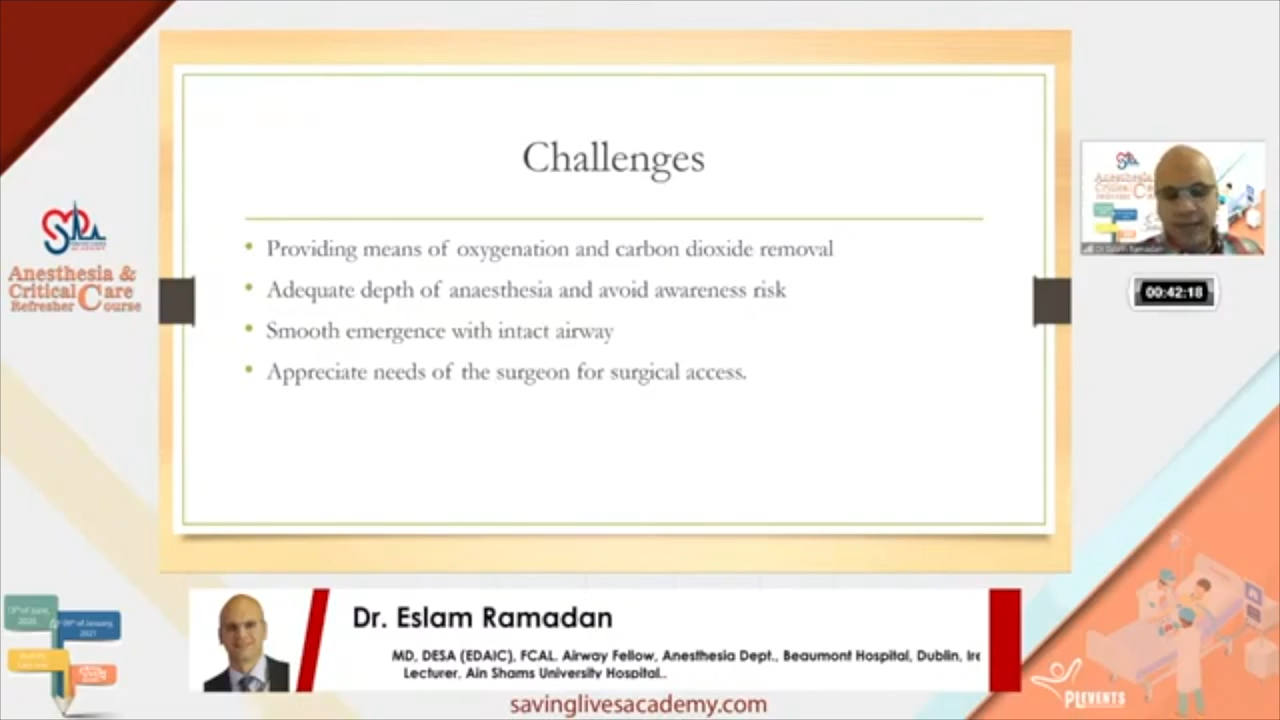 Challenges
• Providing means of oxygenation and carbon dioxide removal
• Adequate depth of anaesthesia and avoid awareness risk
• Smooth emergence with intact airway
• Appreciate needs of the surgeon for surgical access.
Anesthesia &
Critical Care
Refresher Course
Dr. Eslam Ramadan
00:42:18
Dr. Eslam Ramadan
MD, DESA (EDAIC), FCAI. Airway Fellow, Anesthesia Dept., Beaumont Hospital, Dublin, Ire
Lecturer, Ain Shams University Hospital..
PLEVENTS
savinglivesacademy.com